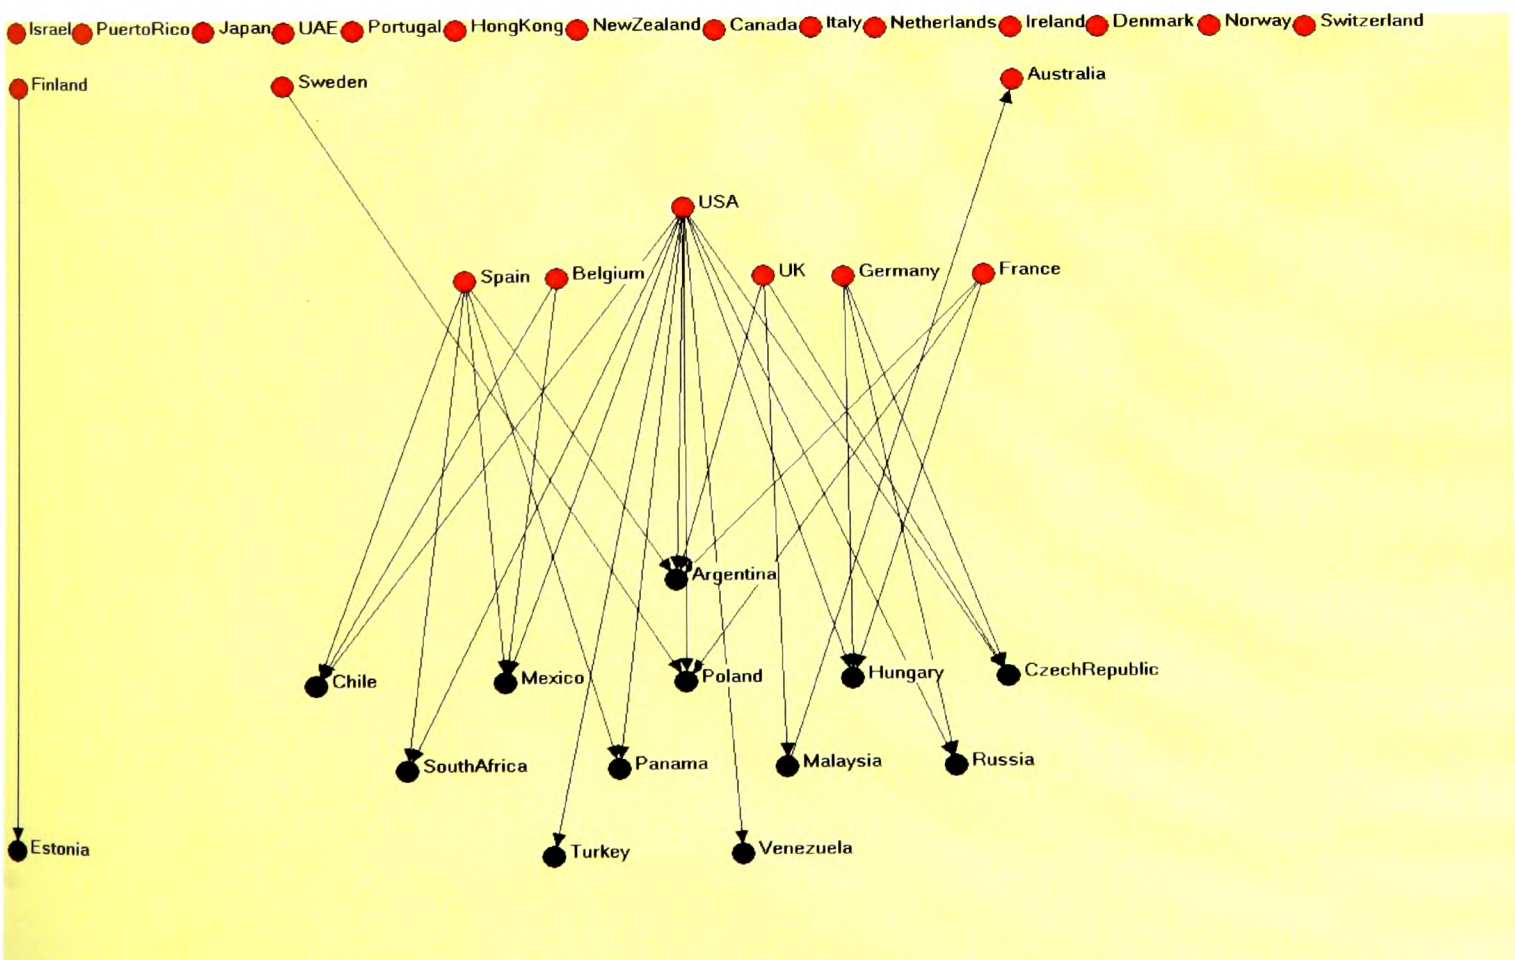 Israel PuertoRico Japan UAE Portugal HongKong NewZealand Canada Italy Netherlands Ireland Denmark Norway Switzerland
Finland Sweden Australia
USA
Spain Belgium UK Germany France
Argentina
Chile Mexico Poland Hungary CzechRepublic
SouthAfrica Panama Malaysia Russia
Estonia Turkey Venezuela